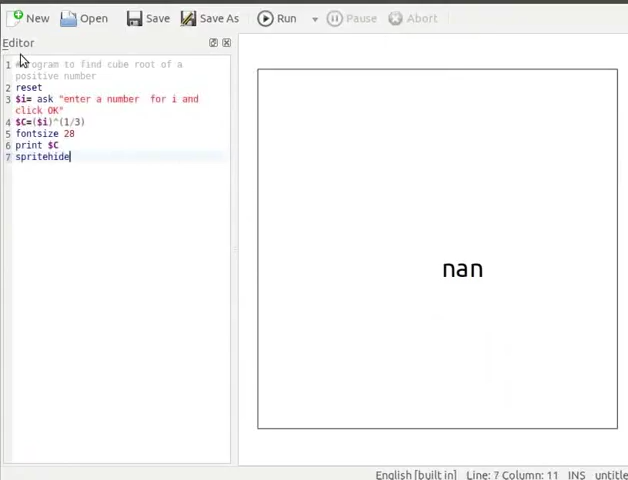 New Open Save Save As Run Pause Abort
Editor
1 #Program to find cube root of a
positive number
2 reset
3 $i= ask "enter a number  for i and
click OK"
4 $C=($i)^(1/3)
5 fontsize 28
6 print $C
7 spritehide
nan
English [built in] Line: 7 Column: 11 INS untitle